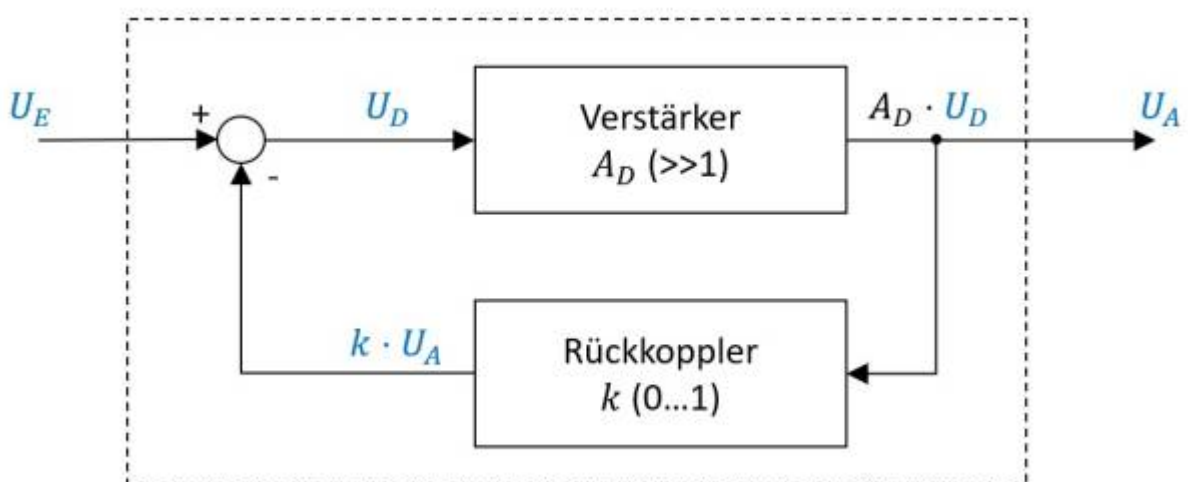 U_E
+
-
U_D
Verstärker
A_D (>>1)
A_D · U_D
U_A
k · U_A
Rückkoppler
k (0...1)